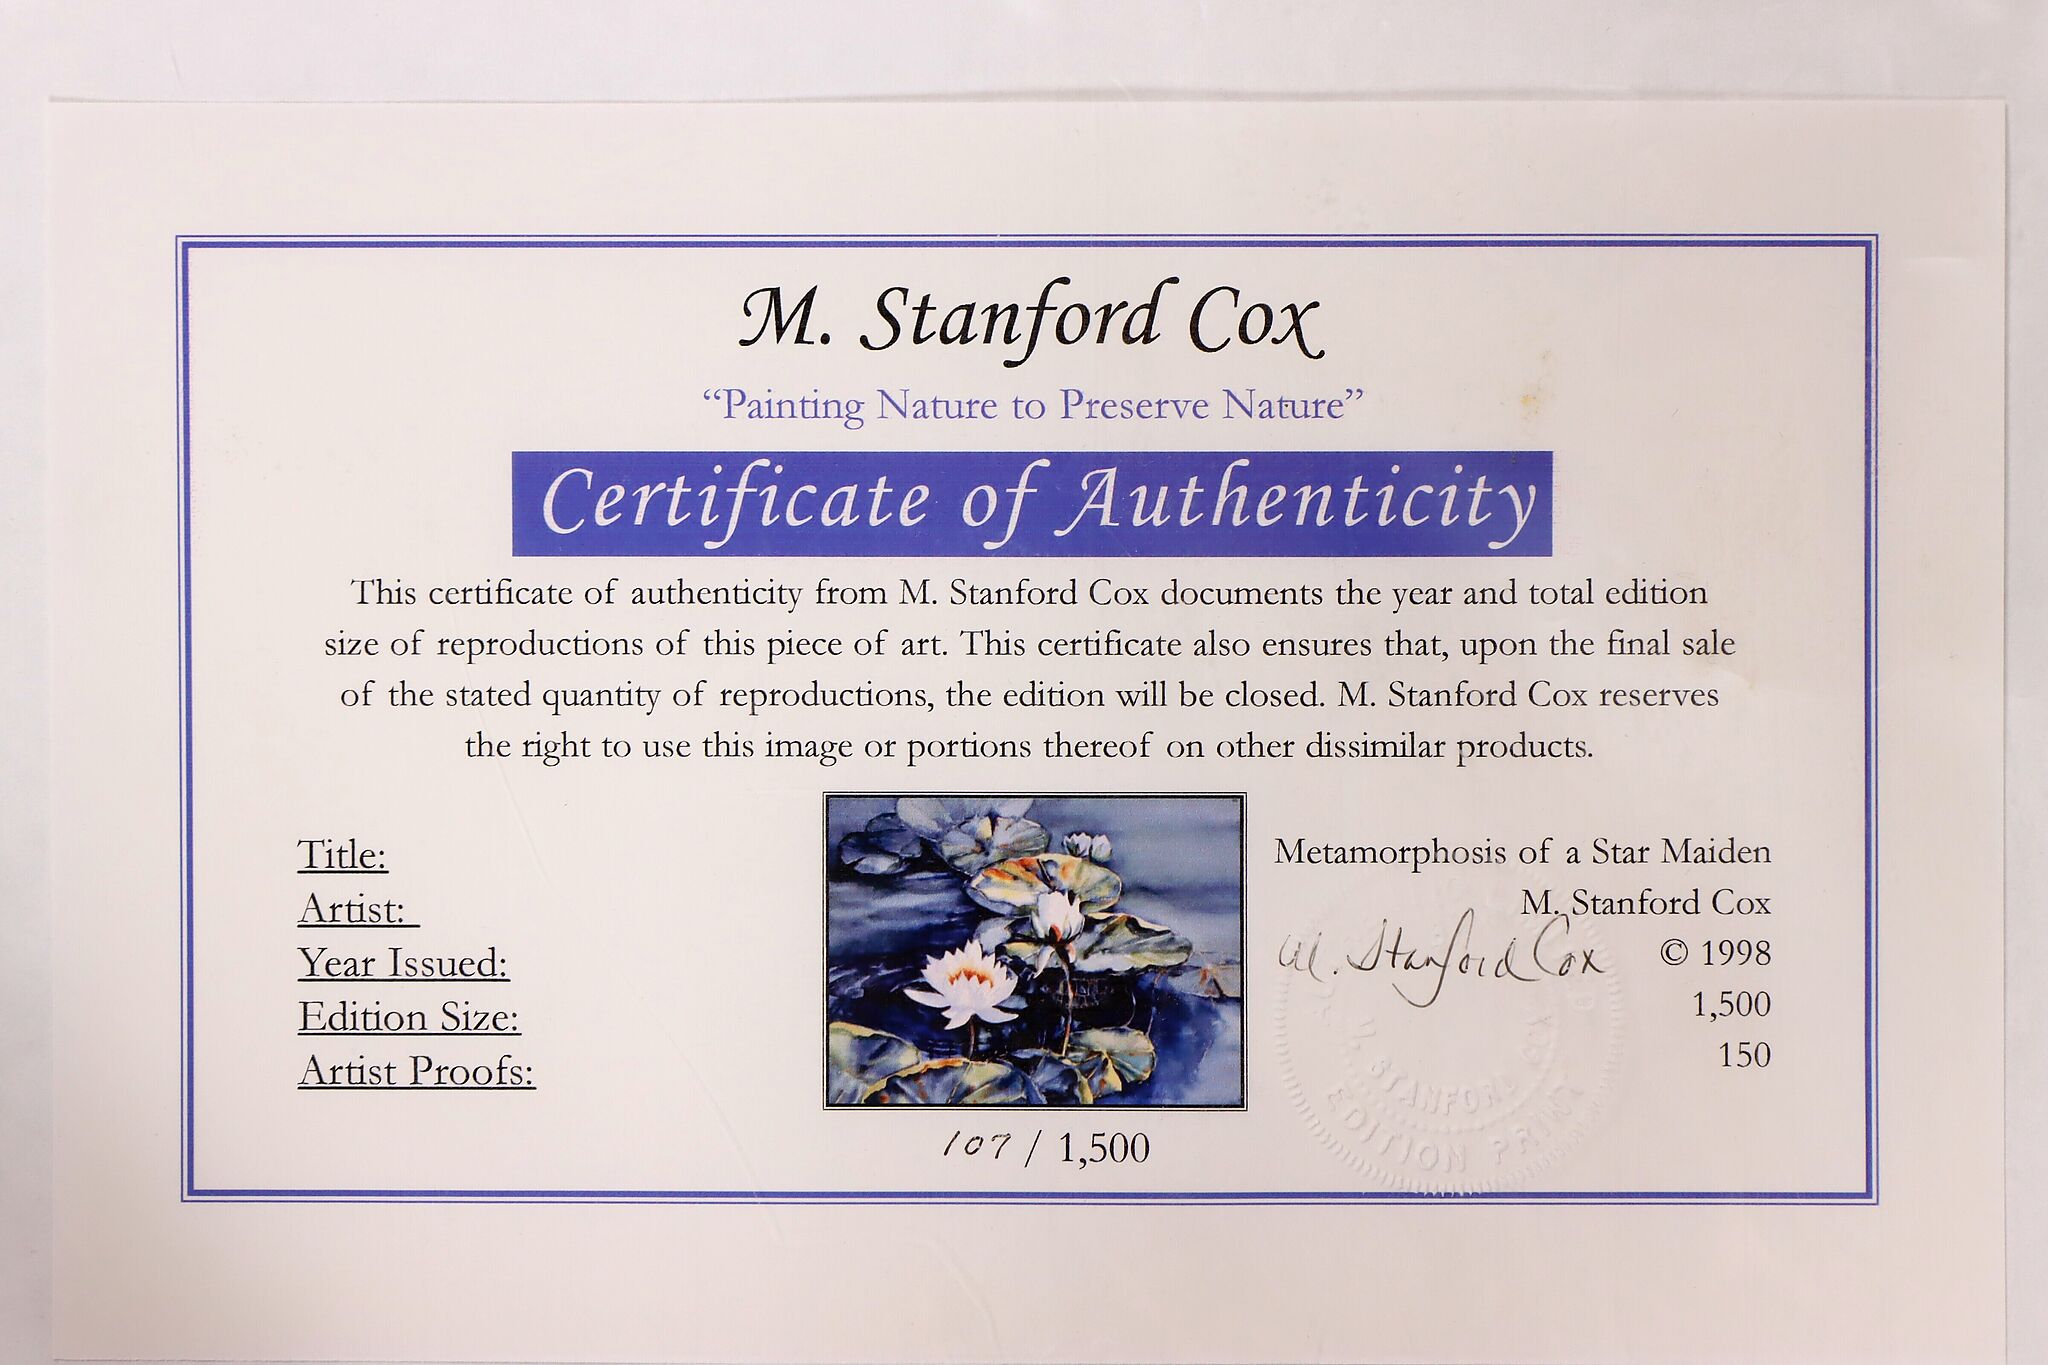 M. Stanford Cox
“Painting Nature to Preserve Nature”
Certificate of Authenticity
This certificate of authenticity from M. Stanford Cox documents the year and total edition
size of reproductions of this piece of art. This certificate also ensures that, upon the final sale
of the stated quantity of reproductions, the edition will be closed. M. Stanford Cox reserves
the right to use this image or portions thereof on other dissimilar products.
Title: Metamorphosis of a Star Maiden
Artist: M. Stanford Cox
M. Stanford Cox
Year Issued: © 1998
Edition Size: 1,500
Artist Proofs: 150
107 / 1,500
M. STANFORD COX
EDITION PRINT